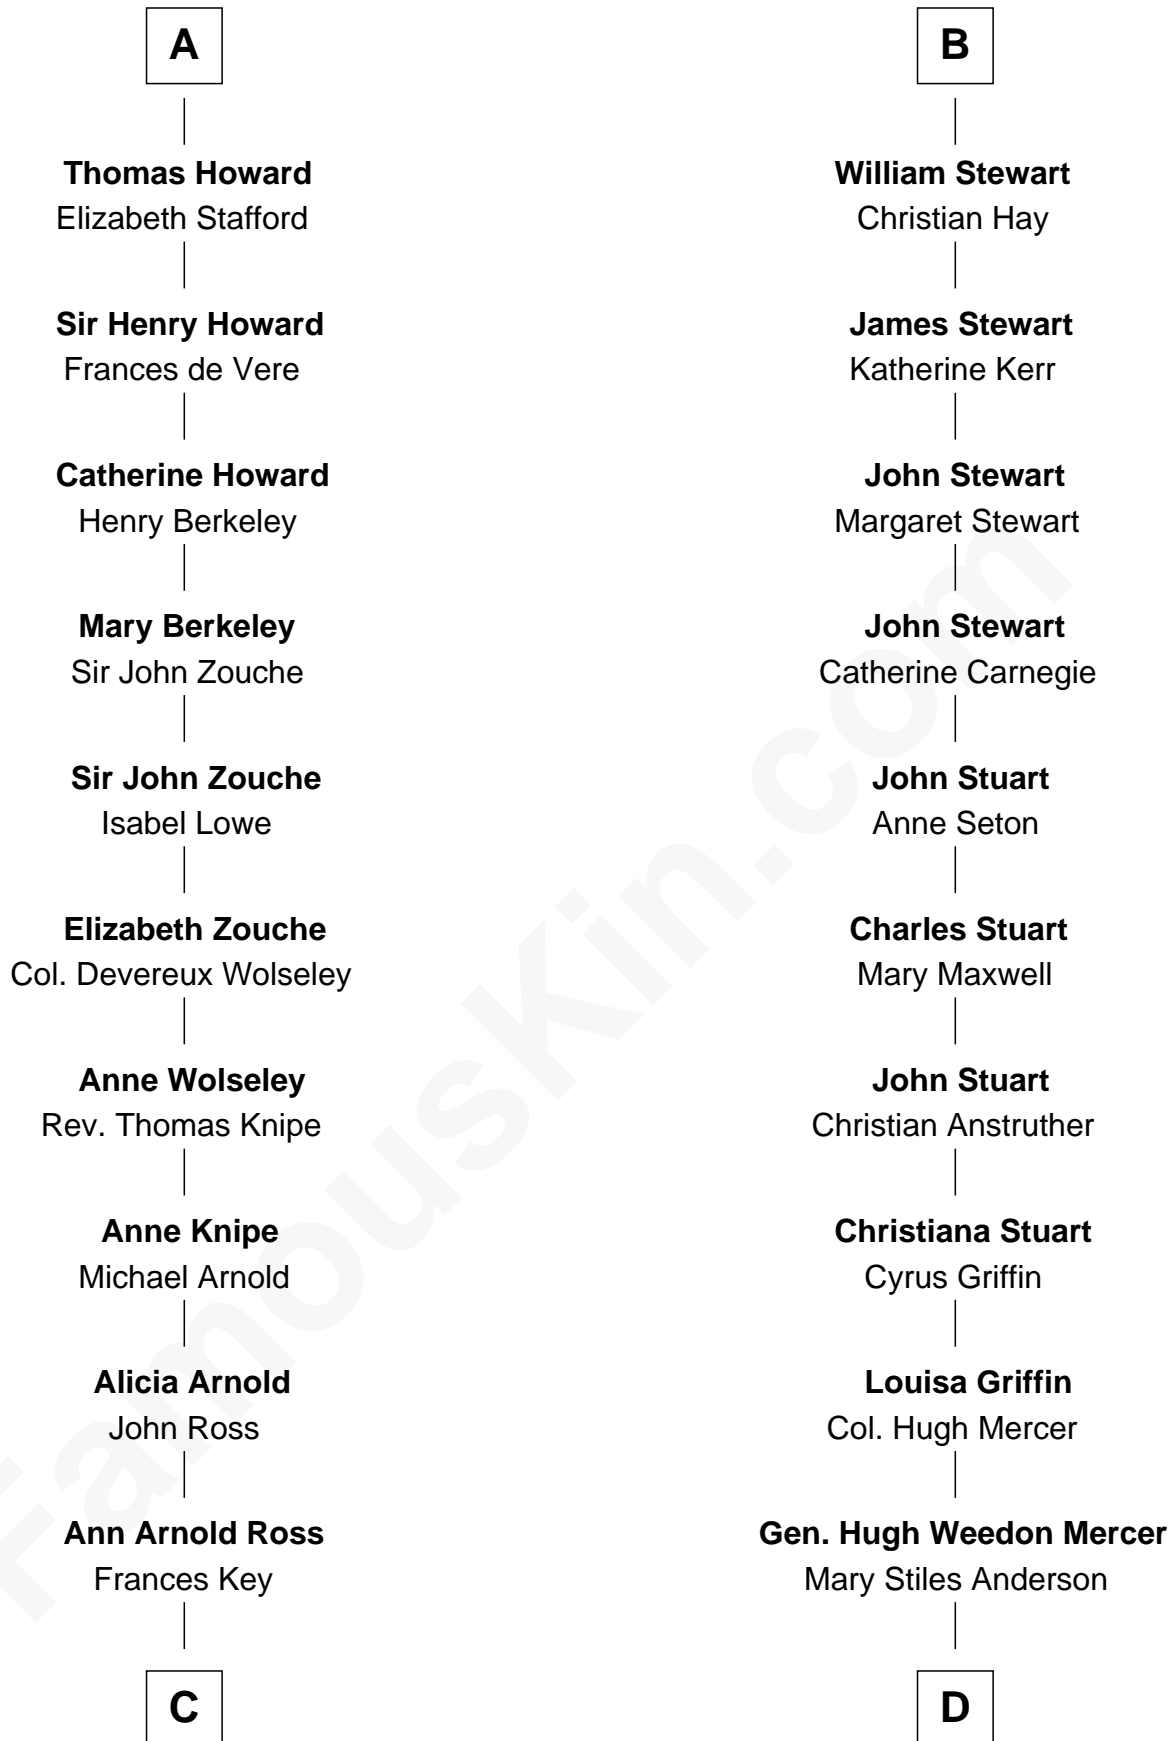 A
Thomas Howard
Elizabeth Stafford
Sir Henry Howard
Frances de Vere
Catherine Howard
Henry Berkeley
Mary Berkeley
Sir John Zouche
Sir John Zouche
Isabel Lowe
Elizabeth Zouche
Col. Devereux Wolseley
Anne Wolseley
Rev. Thomas Knipe
Anne Knipe
Michael Arnold
Alicia Arnold
John Ross
Ann Arnold Ross
Frances Key
C
B
William Stewart
Christian Hay
James Stewart
Katherine Kerr
John Stewart
Margaret Stewart
John Stewart
Catherine Carnegie
John Stuart
Anne Seton
Charles Stuart
Mary Maxwell
John Stuart
Christian Anstruther
Christiana Stuart
Cyrus Griffin
Louisa Griffin
Col. Hugh Mercer
Gen. Hugh Weedon Mercer
Mary Stiles Anderson
D
FamousKin.com